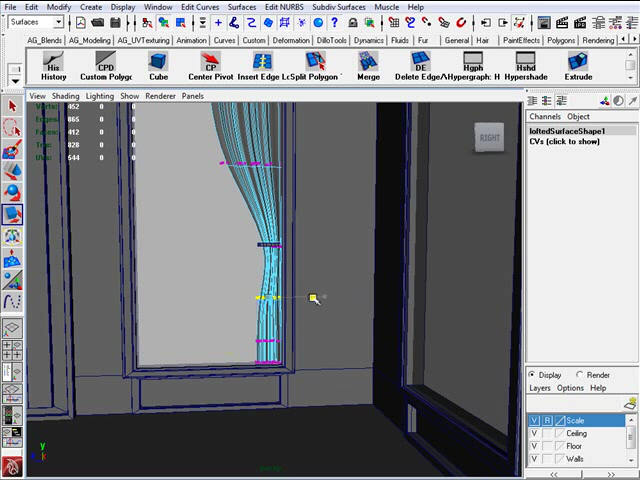 File Edit Modify Create Display Window Edit Curves Surfaces Edit NURBS Subdiv Surfaces Muscle Help
Surfaces
AG_Blends AG_Modeling AG_UVTexturing Animation Curves Custom Deformation DilloTools Dynamics Fluids Fur General Hair PaintEffects Polygons Rendering
His CPD CP DE Hgph Hshd
History Custom Polygo Cube Center Pivot Insert Edge Lo Split Polygon T Merge Delete Edge/V Hypergraph: H Hypershade Extrude
View Shading Lighting Show Renderer Panels
Verts: 452 0 0
Edges: 865 0 0
Faces: 412 0 0
Tris: 828 0 0
UVs: 544 0 0
RIGHT
y
persp
Channels Object
loftedSurfaceShape1
CVs (click to show)
Display Render
Layers Options Help
V R Scale
V Ceiling
V Floor
V Walls
<< >>